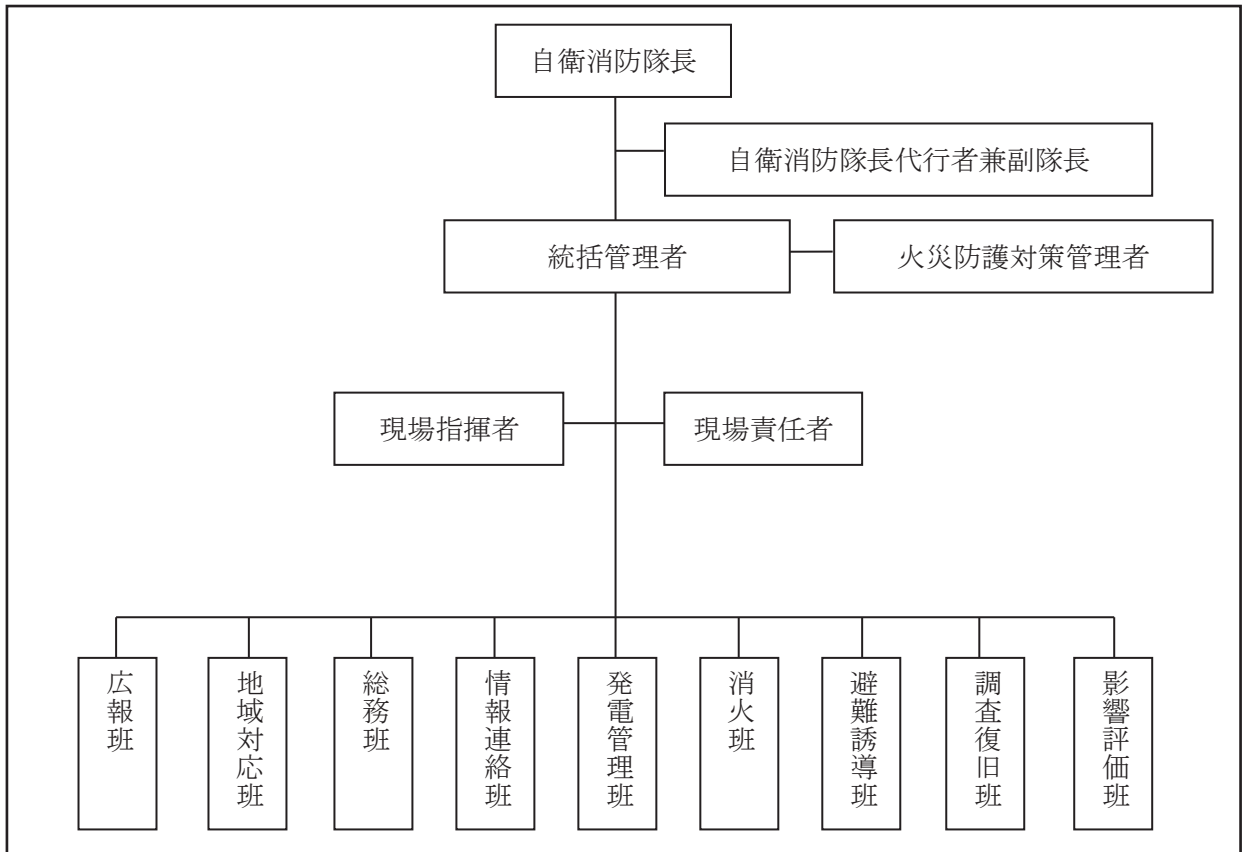 自衛消防隊長
自衛消防隊長代行者兼副隊長
統括管理者
火災防護対策管理者
現場指揮者
現場責任者
広報班
地域対応班
総務班
情報連絡班
発電管理班
消火班
避難誘導班
調査復旧班
影響評価班